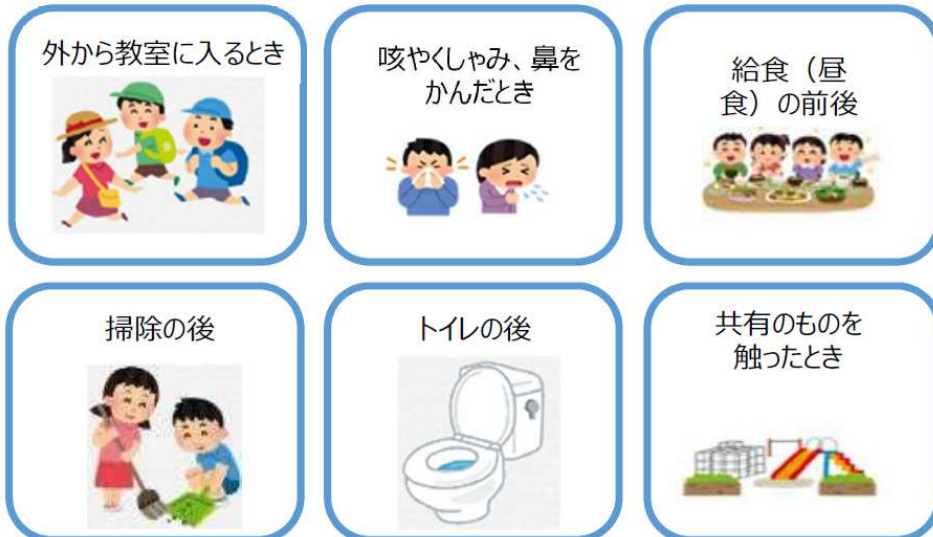 外から教室に入るとき
咳やくしゃみ、鼻を
かんだとき
給食（昼
食）の前後
掃除の後
トイレの後
共有のものを
触ったとき